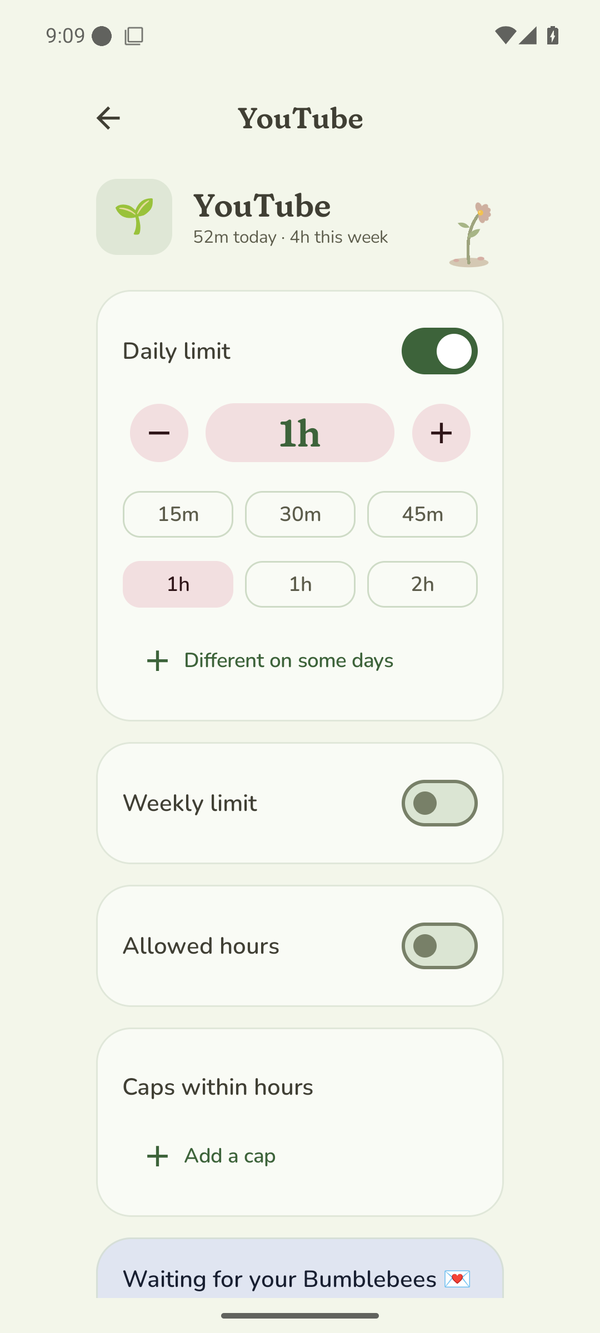 9:09
YouTube
YouTube
52m today · 4h this week
Daily limit
1h
15m
30m
45m
1h
1h
2h
Different on some days
Weekly limit
Allowed hours
Caps within hours
Add a cap
Waiting for your Bumblebees 💌